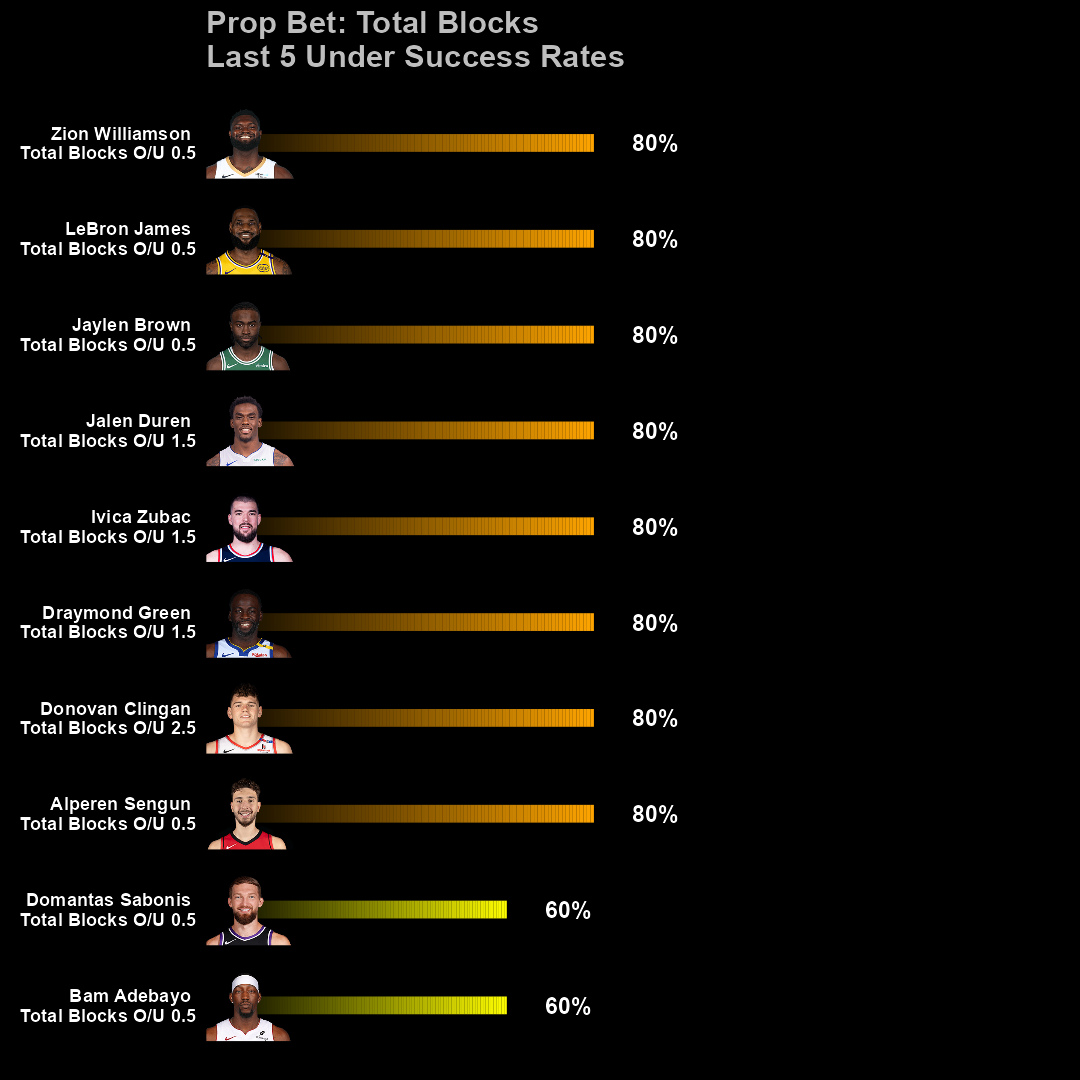 Prop Bet: Total Blocks
Last 5 Under Success Rates
Zion Williamson
Total Blocks O/U 0.5
80%
LeBron James
Total Blocks O/U 0.5
80%
Jaylen Brown
Total Blocks O/U 0.5
80%
Jalen Duren
Total Blocks O/U 1.5
80%
Ivica Zubac
Total Blocks O/U 1.5
80%
Draymond Green
Total Blocks O/U 1.5
80%
Donovan Clingan
Total Blocks O/U 2.5
80%
Alperen Sengun
Total Blocks O/U 0.5
80%
Domantas Sabonis
Total Blocks O/U 0.5
60%
Bam Adebayo
Total Blocks O/U 0.5
60%